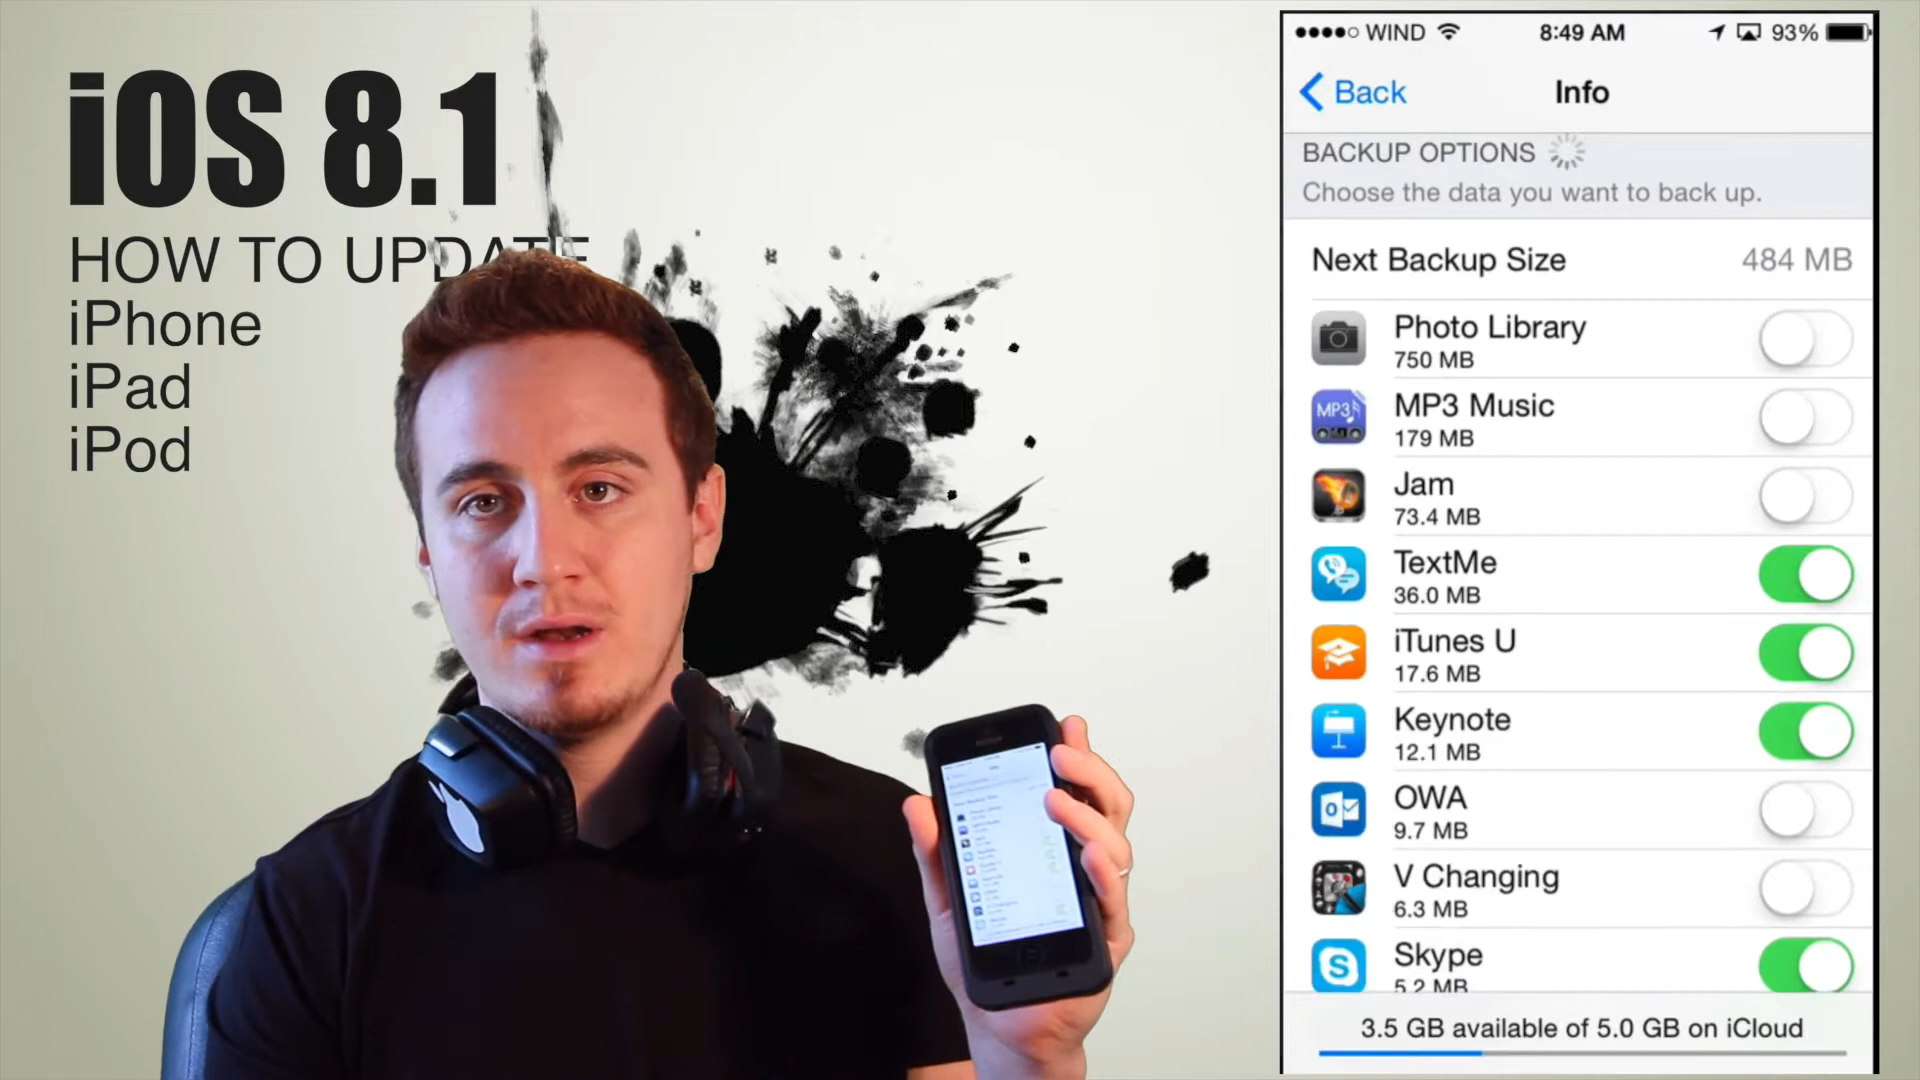 iOS 8.1
HOW TO UPDATE
iPhone
iPad
iPod
WIND
8:49 AM
93%
Back
Info
BACKUP OPTIONS
Choose the data you want to back up.
Next Backup Size
484 MB
Photo Library
750 MB
MP3
MP3 Music
179 MB
Jam
73.4 MB
TextMe
36.0 MB
iTunes U
17.6 MB
Keynote
12.1 MB
OWA
9.7 MB
V Changing
6.3 MB
Skype
5.2 MB
3.5 GB available of 5.0 GB on iCloud